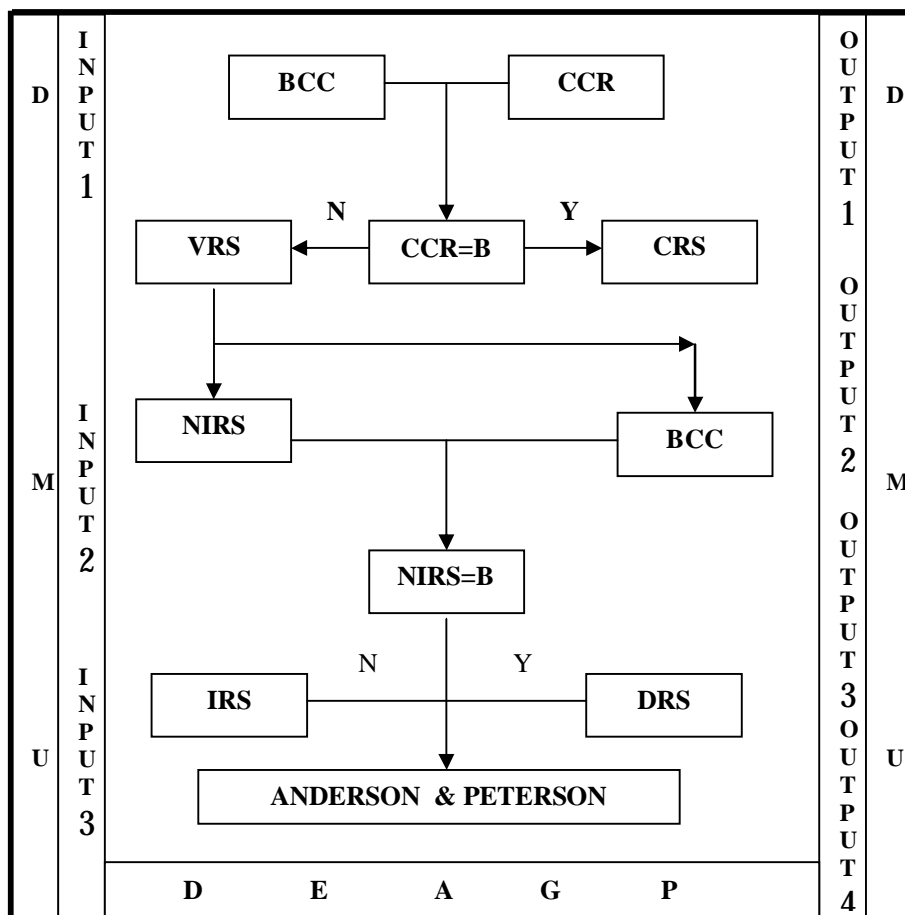 D
M
U
INPUT 1
INPUT 2
INPUT 3
BCC
CCR
N
Y
VRS
CCR=B
CRS
NIRS
BCC
NIRS=B
N
Y
IRS
DRS
ANDERSON & PETERSON
D E A G P
OUTPUT 1
OUTPUT 2
OUTPUT 3
OUTPUT 4
D
M
U